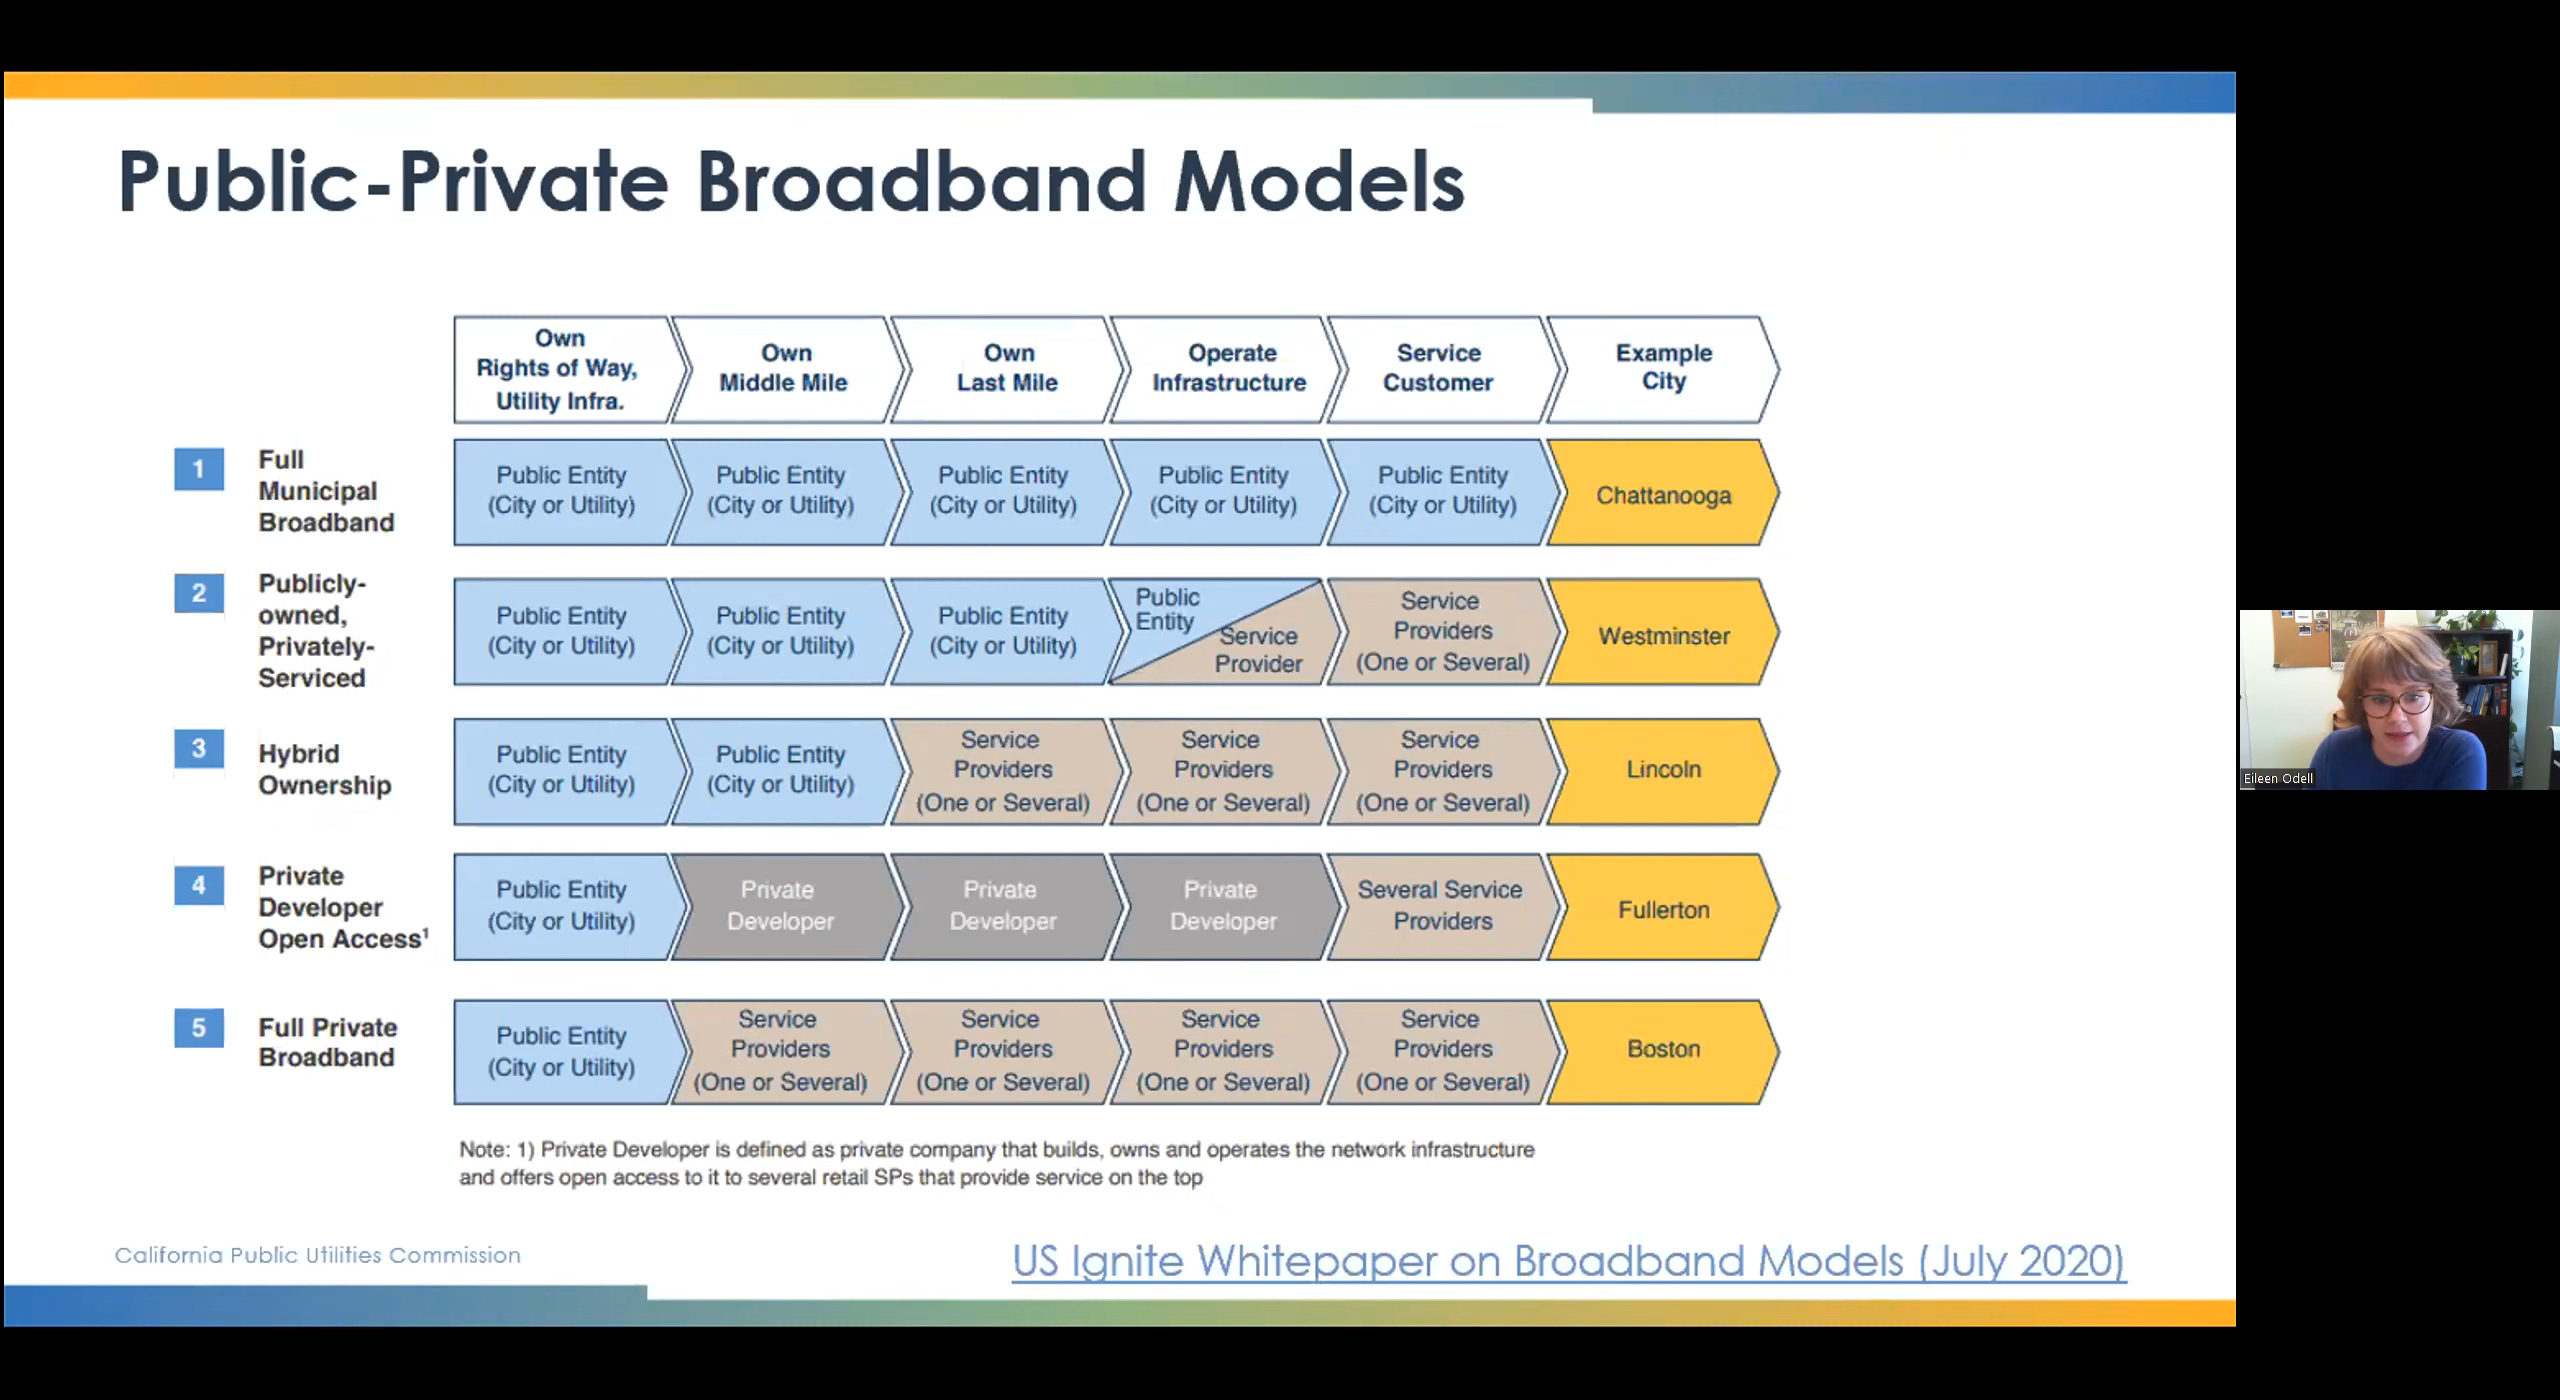 Public-Private Broadband Models
Own
Rights of Way,
Utility Infra.
Own
Middle Mile
Own
Last Mile
Operate
Infrastructure
Service
Customer
Example
City
1
Full
Municipal
Broadband
Public Entity
(City or Utility)
Public Entity
(City or Utility)
Public Entity
(City or Utility)
Public Entity
(City or Utility)
Public Entity
(City or Utility)
Chattanooga
2
Publicly-
owned,
Privately-
Serviced
Public Entity
(City or Utility)
Public Entity
(City or Utility)
Public Entity
(City or Utility)
Public
Entity
Service
Provider
Service
Providers
(One or Several)
Westminster
3
Hybrid
Ownership
Public Entity
(City or Utility)
Public Entity
(City or Utility)
Service
Providers
(One or Several)
Service
Providers
(One or Several)
Service
Providers
(One or Several)
Lincoln
4
Private
Developer
Open Access¹
Public Entity
(City or Utility)
Private
Developer
Private
Developer
Private
Developer
Several Service
Providers
Fullerton
5
Full Private
Broadband
Public Entity
(City or Utility)
Service
Providers
(One or Several)
Service
Providers
(One or Several)
Service
Providers
(One or Several)
Service
Providers
(One or Several)
Boston
Note: 1) Private Developer is defined as private company that builds, owns and operates the network infrastructure
and offers open access to it to several retail SPs that provide service on the top
California Public Utilities Commission
US Ignite Whitepaper on Broadband Models (July 2020)
Eileen Odell